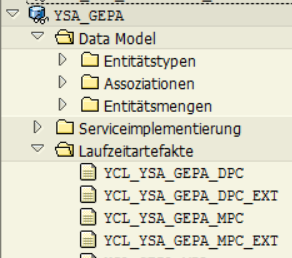 YSA_GEPA
Data Model
Entitätstypen
Assoziationen
Entitätsmengen
Serviceimplementierung
Laufzeitartefakte
YCL_YSA_GEPA_DPC
YCL_YSA_GEPA_DPC_EXT
YCL_YSA_GEPA_MPC
YCL_YSA_GEPA_MPC_EXT